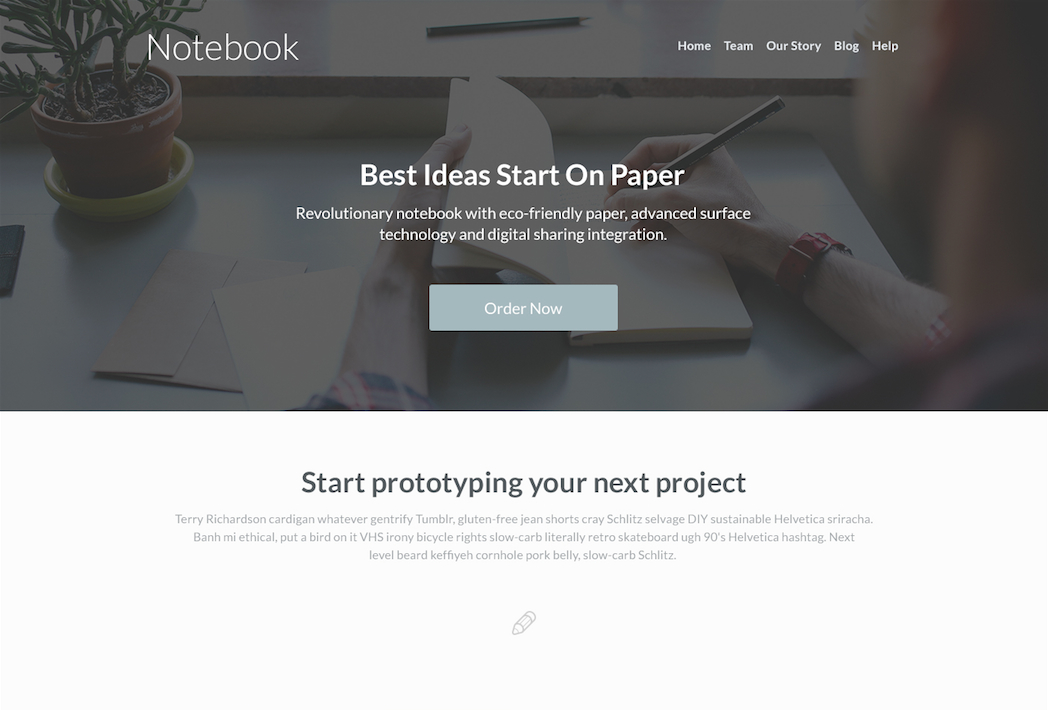 Notebook
Home Team Our Story Blog Help
Best Ideas Start On Paper
Revolutionary notebook with eco-friendly paper, advanced surface
technology and digital sharing integration.
Order Now
Start prototyping your next project
Terry Richardson cardigan whatever gentrify Tumblr, gluten-free jean shorts cray Schlitz selvage DIY sustainable Helvetica sriracha.
Banh mi ethical, put a bird on it VHS irony bicycle rights slow-carb literally retro skateboard ugh 90's Helvetica hashtag. Next
level beard keffiyeh cornhole pork belly, slow-carb Schlitz.